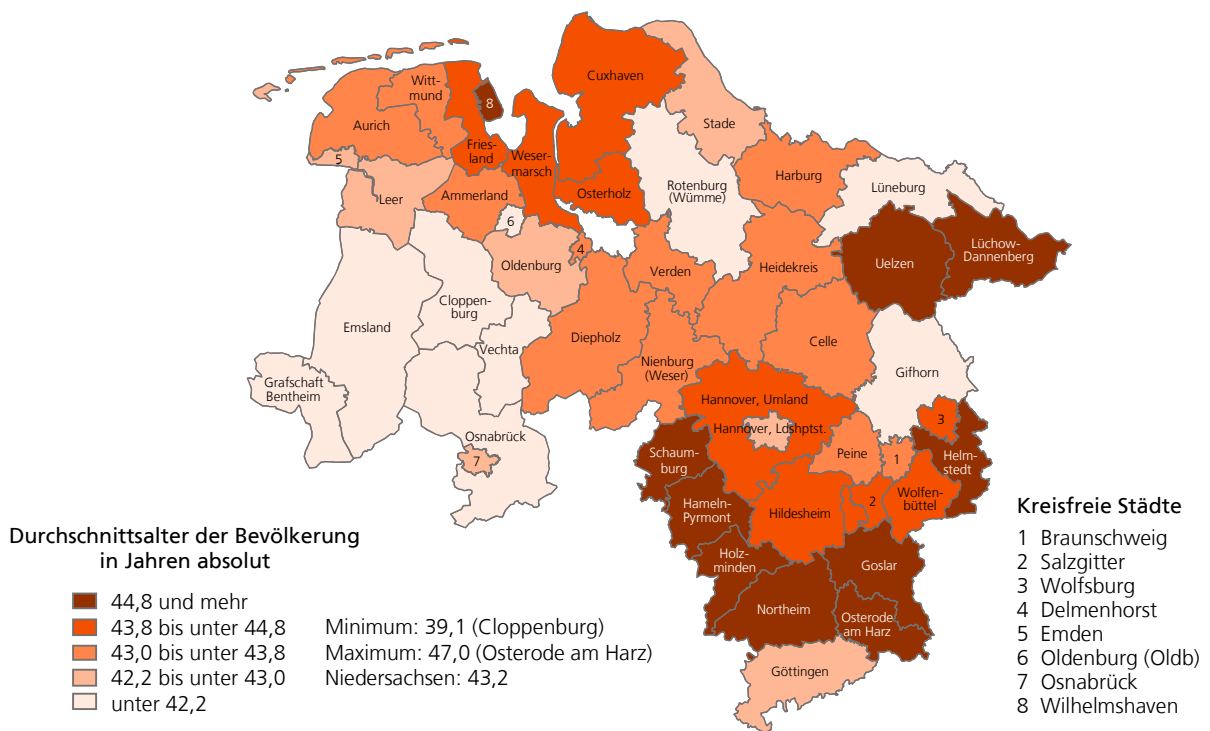 Cuxhaven
Witt-
mund
8
Stade
Aurich
Fries-
land
Weser-
marsch
5
Harburg
Rotenburg
(Wümme)
Lüneburg
Osterholz
Leer
Ammerland
6
4
Lüchow-
Dannenberg
Oldenburg
Verden
Heidekreis
Uelzen
Cloppen-
burg
Emsland
Diepholz
Celle
Vechta
Nienburg
(Weser)
Gifhorn
Grafschaft
Bentheim
Hannover, Umland
3
Hannover, Ldshptst.
Osnabrück
7
Schaum-
burg
Peine
1
Helm-
stedt
2
Wolfen-
büttel
Hameln-
Pyrmont
Hildesheim
Holz-
minden
Goslar
Northeim
Osterode
am Harz
Göttingen
Durchschnittsalter der Bevölkerung
in Jahren absolut
44,8 und mehr
43,8 bis unter 44,8
43,0 bis unter 43,8
42,2 bis unter 43,0
unter 42,2
Minimum: 39,1 (Cloppenburg)
Maximum: 47,0 (Osterode am Harz)
Niedersachsen: 43,2
Kreisfreie Städte
1 Braunschweig
2 Salzgitter
3 Wolfsburg
4 Delmenhorst
5 Emden
6 Oldenburg (Oldb)
7 Osnabrück
8 Wilhelmshaven